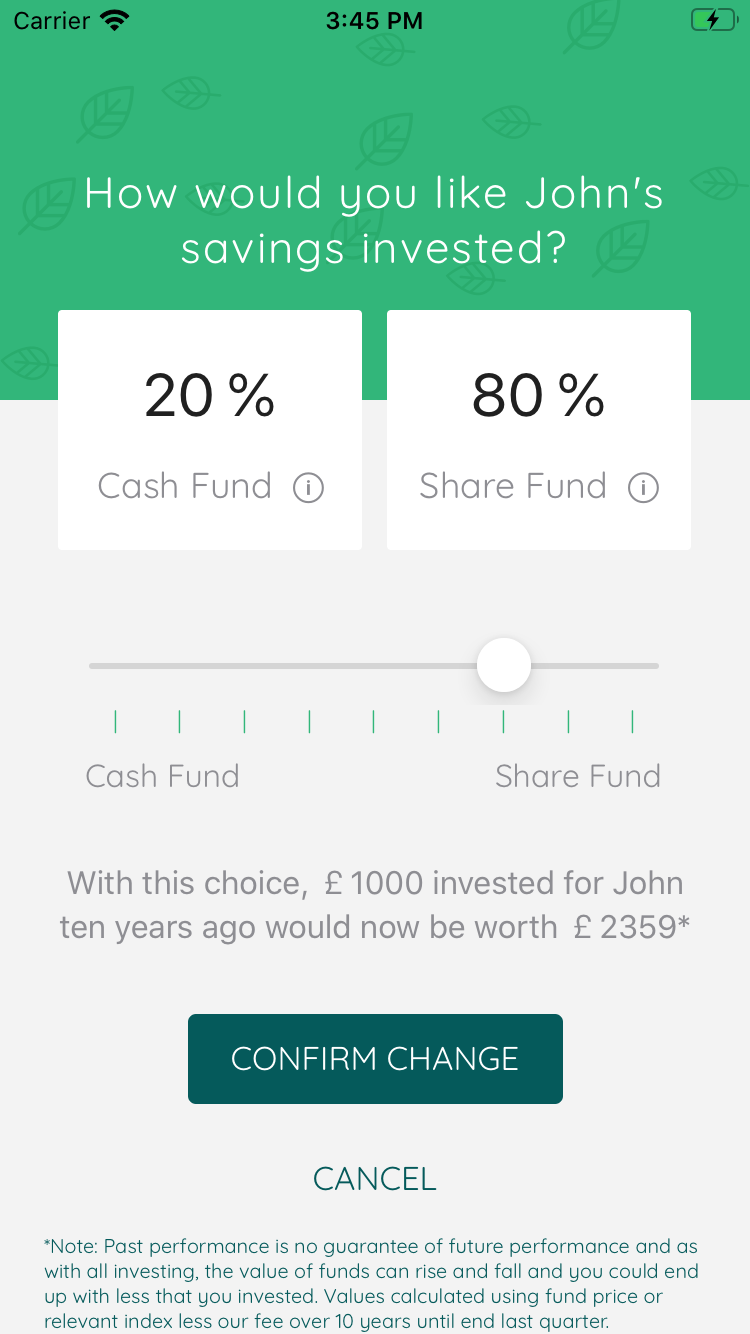 Carrier 3:45 PM
How would you like John's
savings invested?
20 % 80 %
Cash Fund Share Fund
Cash Fund Share Fund
With this choice, £ 1000 invested for John
ten years ago would now be worth £ 2359*
CONFIRM CHANGE
CANCEL
*Note: Past performance is no guarantee of future performance and as
with all investing, the value of funds can rise and fall and you could end
up with less that you invested. Values calculated using fund price or
relevant index less our fee over 10 years until end last quarter.